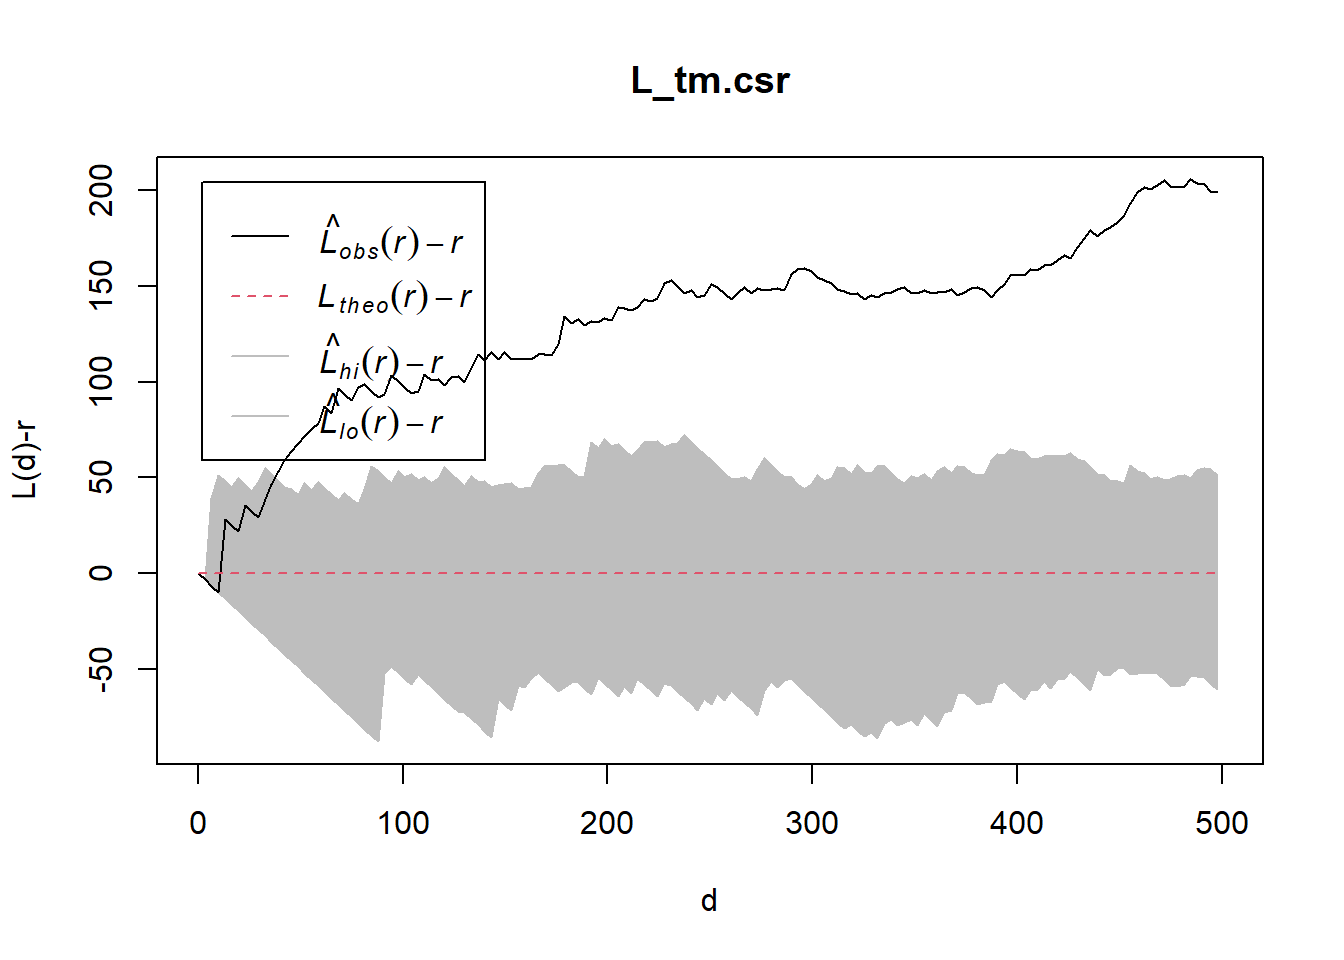 L_tm.csr
L(d)-r
200
150
100
50
0
-50
L̂obs(r) − r
Ltheo(r) − r
L̂hi(r) − r
L̂lo(r) − r
0 100 200 300 400 500
d